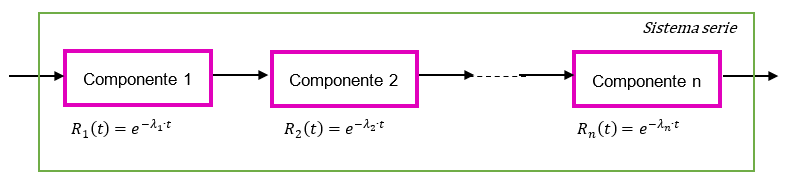 Sistema serie
Componente 1
Componente 2
Componente n
R₁(t) = e^{−λ₁·t}
R₂(t) = e^{−λ₂·t}
Rₙ(t) = e^{−λₙ·t}